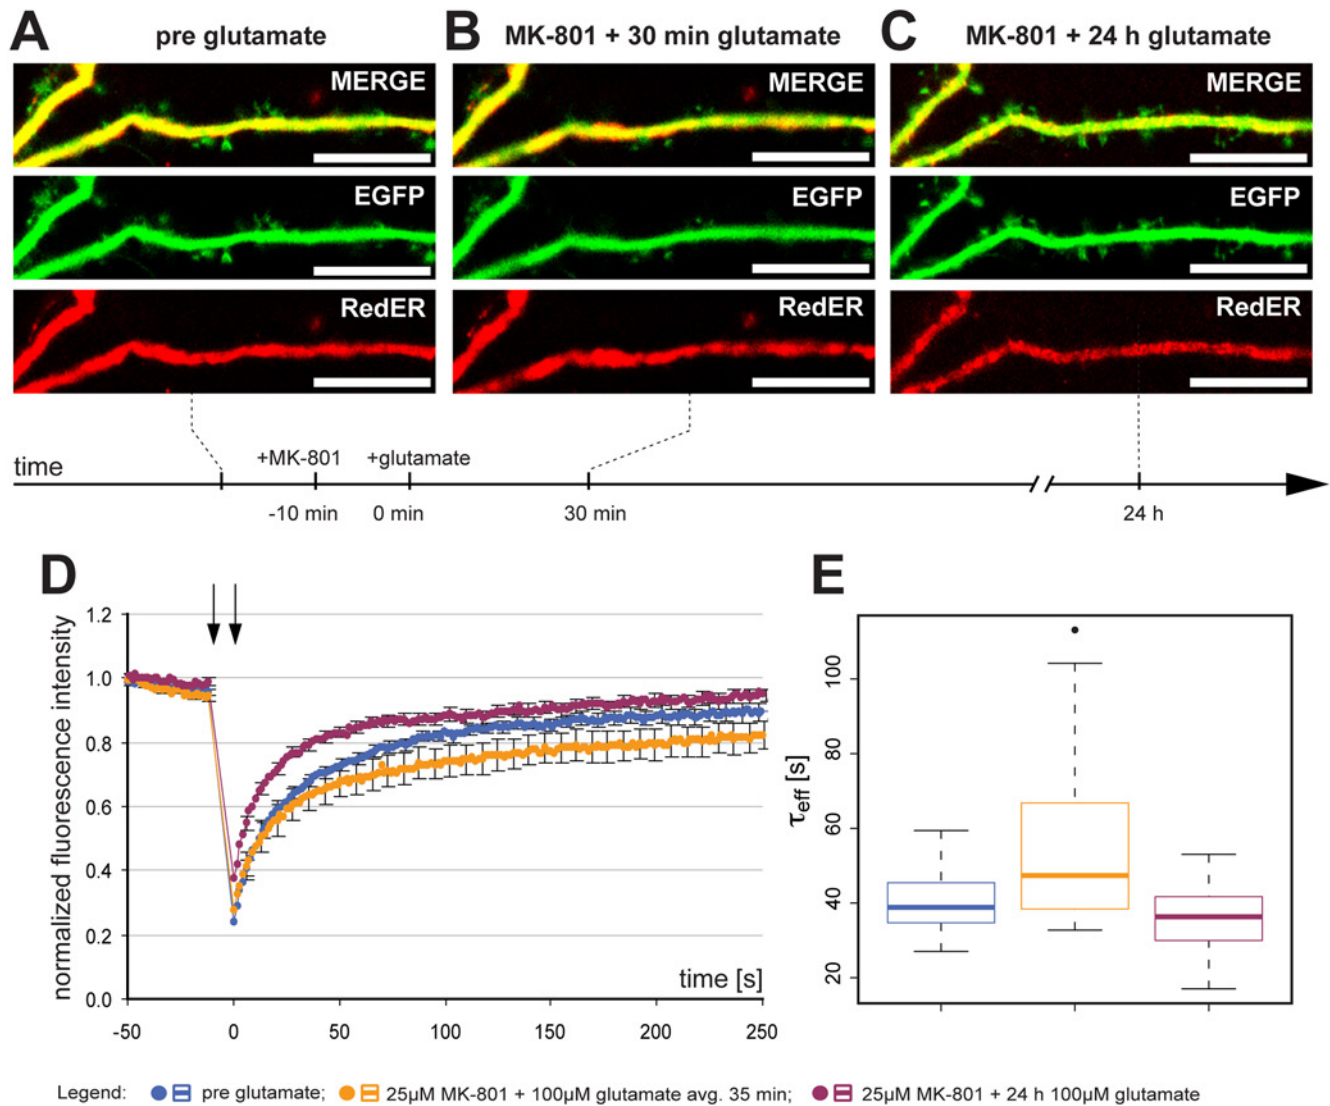 A pre glutamate
B MK-801 + 30 min glutamate
C MK-801 + 24 h glutamate
MERGE
MERGE
MERGE
EGFP
EGFP
EGFP
RedER
RedER
RedER
time
+MK-801
+glutamate
-10 min
0 min
30 min
24 h
D
normalized fluorescence intensity
1.2
1.0
0.8
0.6
0.4
0.2
0.0
-50
0
50
100
150
200
250
time [s]
E
τeff [s]
100
80
60
40
20
Legend: pre glutamate; 25µM MK-801 + 100µM glutamate avg. 35 min; 25µM MK-801 + 24 h 100µM glutamate